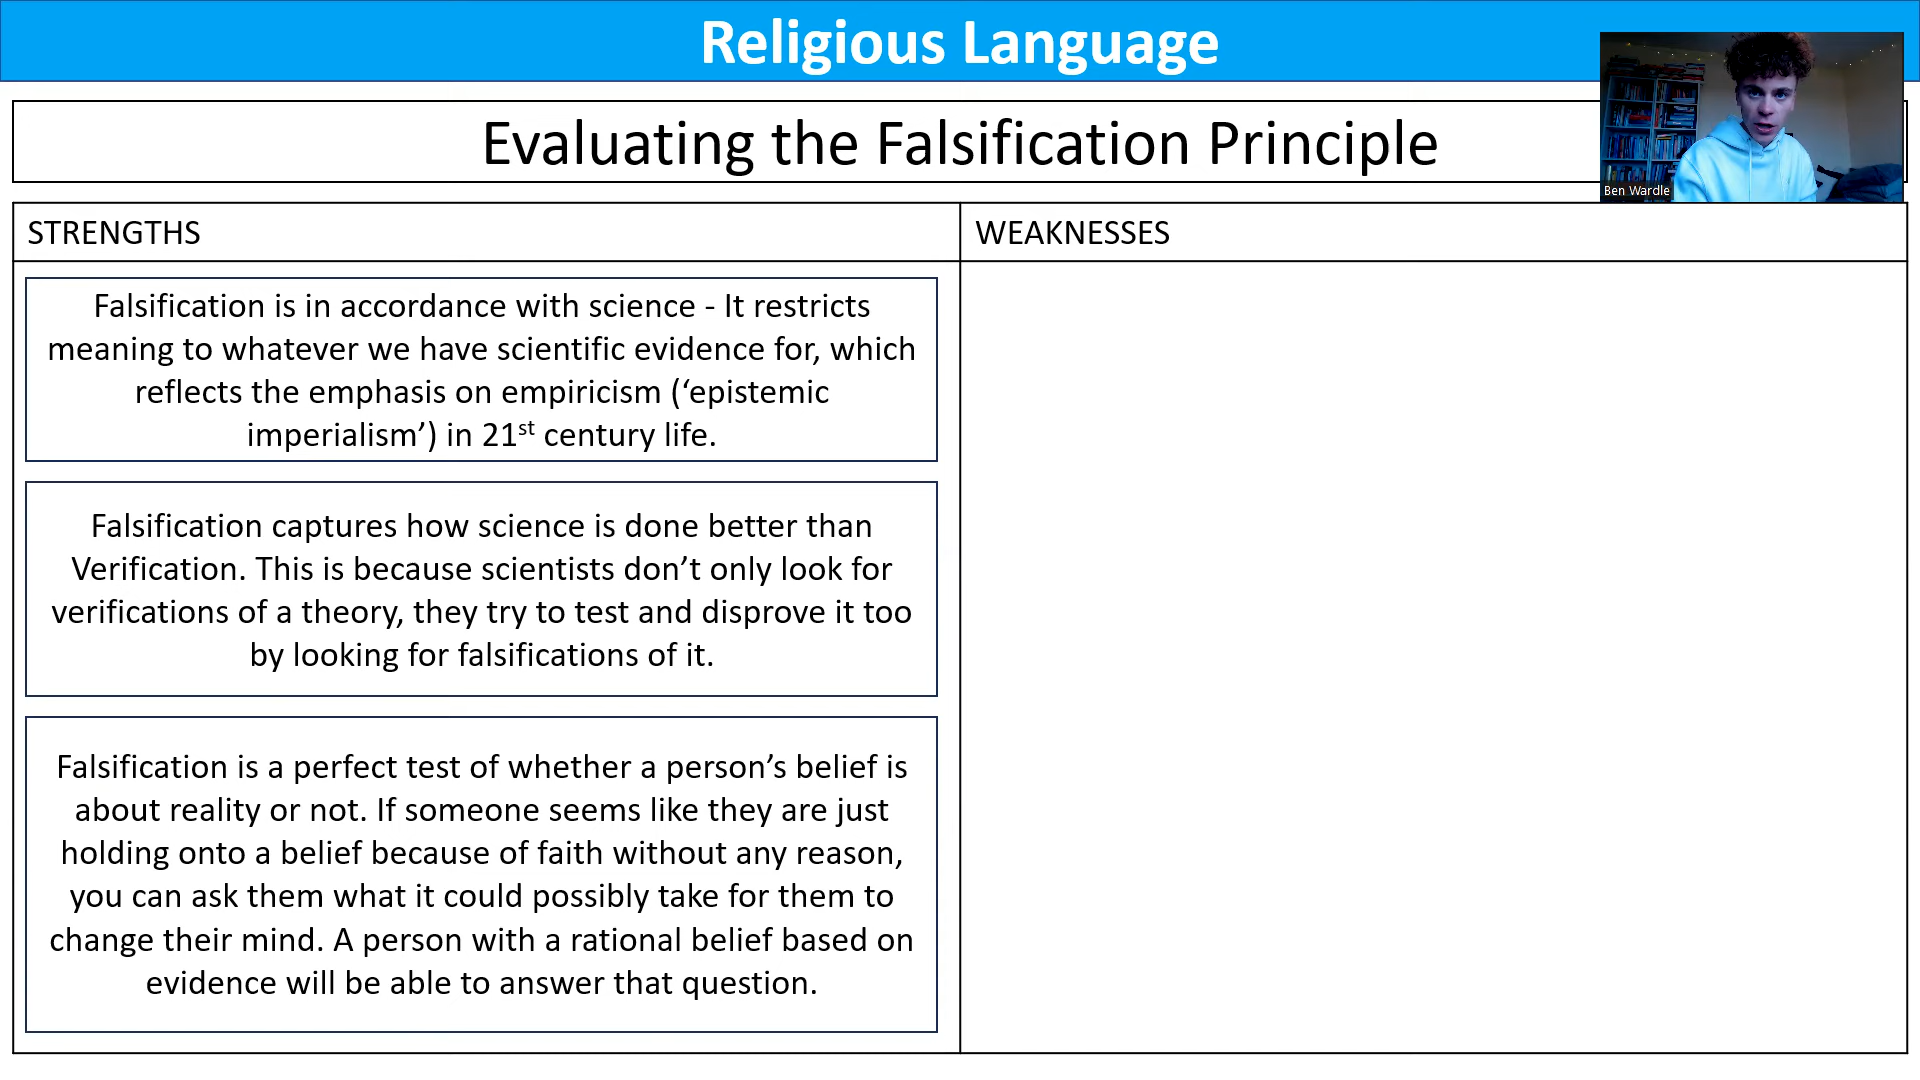 Religious Language
Evaluating the Falsification Principle
Ben Wardle
STRENGTHS
WEAKNESSES
Falsification is in accordance with science - It restricts
meaning to whatever we have scientific evidence for, which
reflects the emphasis on empiricism (‘epistemic
imperialism’) in 21st century life.
Falsification captures how science is done better than
Verification. This is because scientists don’t only look for
verifications of a theory, they try to test and disprove it too
by looking for falsifications of it.
Falsification is a perfect test of whether a person’s belief is
about reality or not. If someone seems like they are just
holding onto a belief because of faith without any reason,
you can ask them what it could possibly take for them to
change their mind. A person with a rational belief based on
evidence will be able to answer that question.